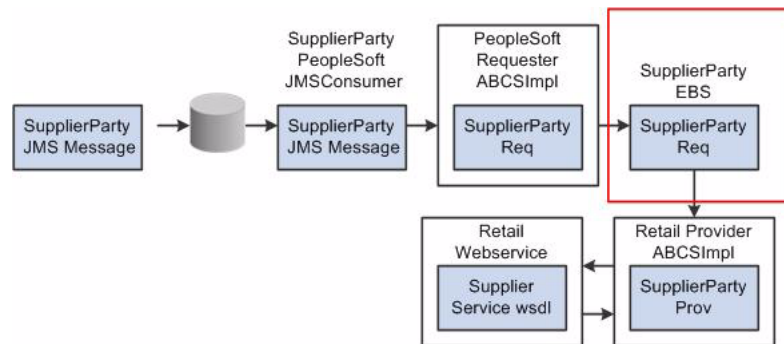 SupplierParty
JMS Message
SupplierParty
PeopleSoft
JMSConsumer
SupplierParty
JMS Message
PeopleSoft
Requester
ABCSImpl
SupplierParty
Req
SupplierParty
EBS
SupplierParty
Req
Retail
Webservice
Supplier
Service wsdl
Retail Provider
ABCSImpl
SupplierParty
Prov